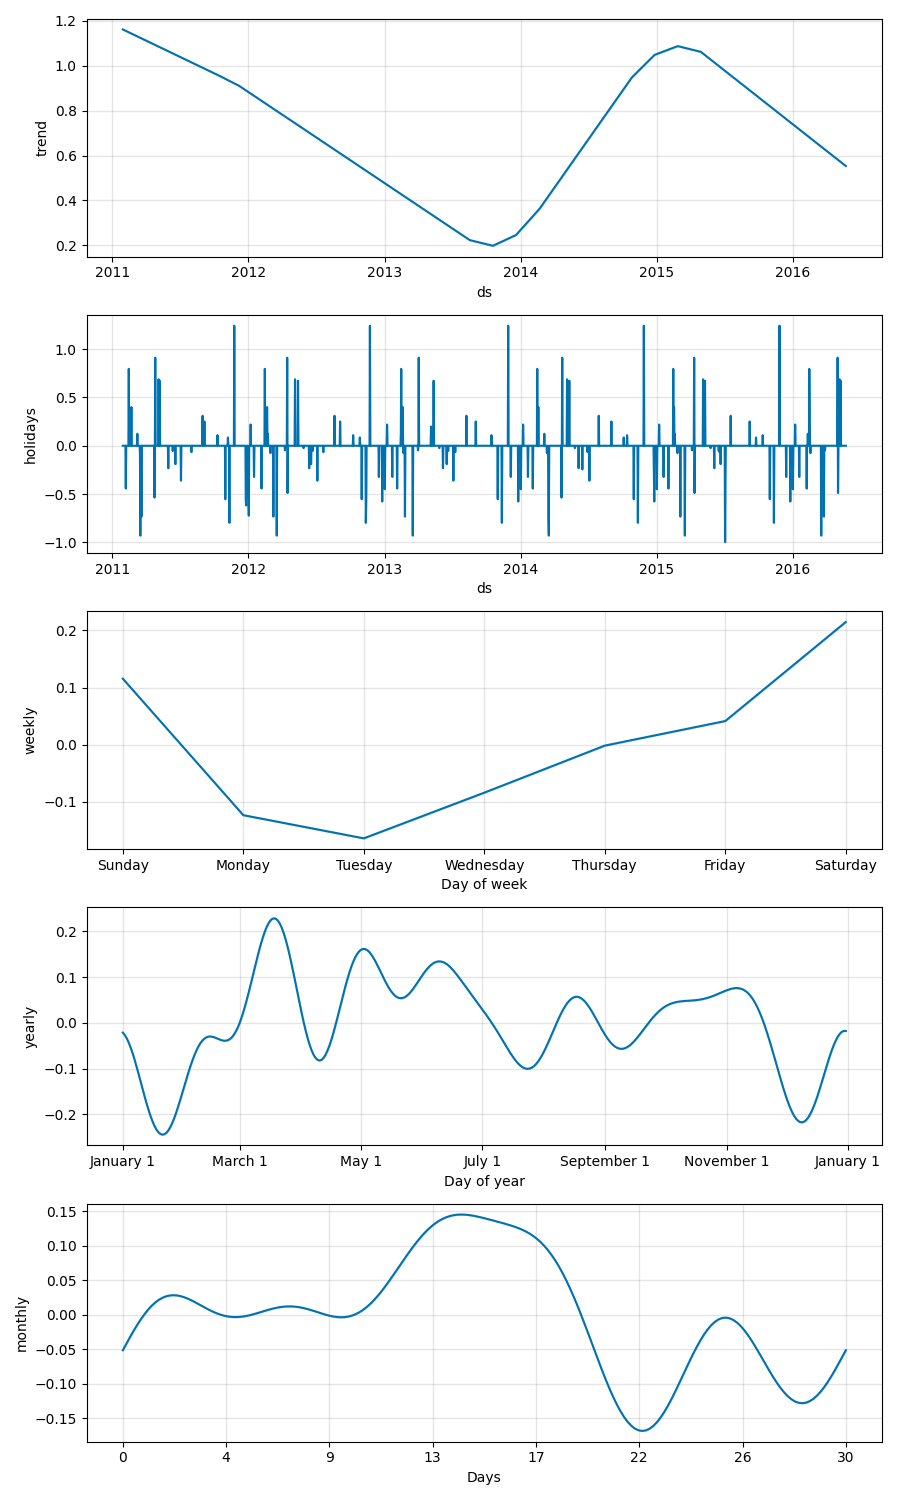 1.2
1.0
0.8
0.6
0.4
0.2
trend
2011 2012 2013 2014 2015 2016
ds
1.0
0.5
0.0
−0.5
−1.0
holidays
2011 2012 2013 2014 2015 2016
ds
0.2
0.1
0.0
−0.1
weekly
Sunday Monday Tuesday Wednesday Thursday Friday Saturday
Day of week
0.2
0.1
0.0
−0.1
−0.2
yearly
January 1 March 1 May 1 July 1 September 1 November 1 January 1
Day of year
0.15
0.10
0.05
0.00
−0.05
−0.10
−0.15
monthly
0 4 9 13 17 22 26 30
Days